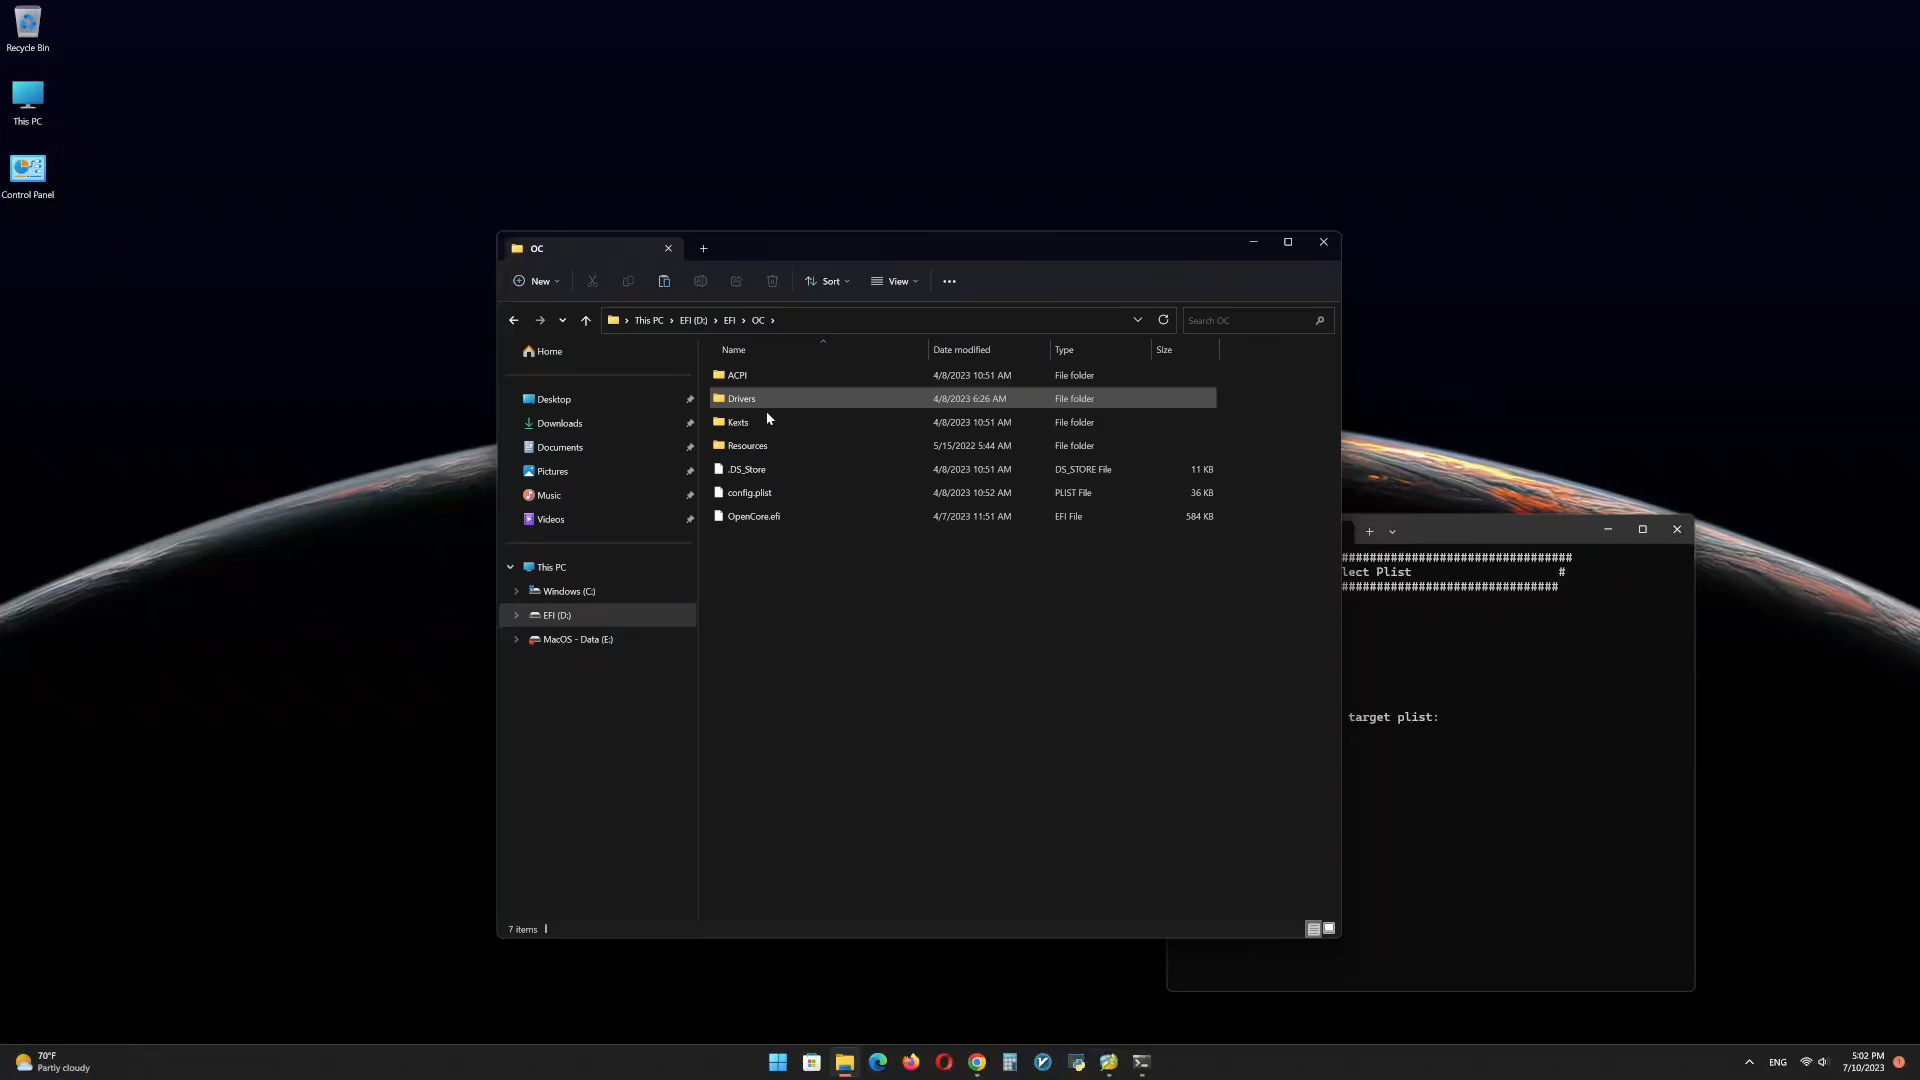 Recycle Bin
This PC
Control Panel
OC
New
Sort
View
This PC
EFI (D:)
EFI
OC
Search OC
Home
Desktop
Downloads
Documents
Pictures
Music
Videos
This PC
Windows (C:)
EFI (D:)
MacOS - Data (E:)
Name Date modified Type Size
ACPI 4/8/2023 10:51 AM File folder
Drivers 4/8/2023 6:26 AM File folder
Kexts 4/8/2023 10:51 AM File folder
Resources 5/15/2022 5:44 AM File folder
.DS_Store 4/8/2023 10:51 AM DS_STORE File 11 KB
config.plist 4/8/2023 10:52 AM PLIST File 36 KB
OpenCore.efi 4/7/2023 11:51 AM EFI File 584 KB
7 items
#################################
lect Plist #
###############################
target plist:
70°F
Partly cloudy
ENG
5:02 PM
7/10/2023
1